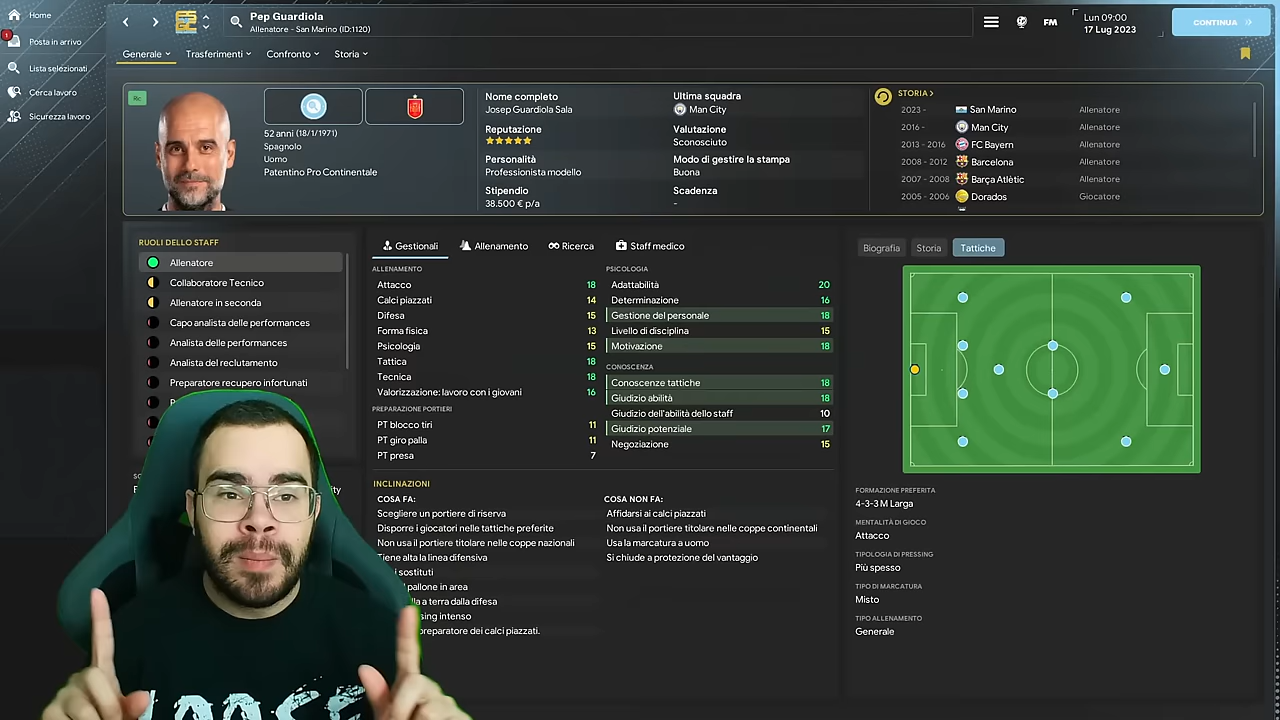 Home
1
Posta in arrivo
Lista selezionati
Cerca lavoro
Sicurezza lavoro
Pep Guardiola
Allenatore - San Marino (ID:1120)
FM
Lun 09:00
17 Lug 2023
CONTINUA
Generale
Trasferimenti
Confronto
Storia
Ric
52 anni (18/1/1971)
Spagnolo
Uomo
Patentino Pro Continentale
Nome completo
Josep Guardiola Sala
Reputazione
Personalità
Professionista modello
Stipendio
38.500 € p/a
Ultima squadra
Man City
Valutazione
Sconosciuto
Modo di gestire la stampa
Buona
Scadenza
-
STORIA >
2023 - San Marino Allenatore
2016 - Man City Allenatore
2013 - 2016 FC Bayern Allenatore
2008 - 2012 Barcelona Allenatore
2007 - 2008 Barça Atlètic Allenatore
2005 - 2006 Dorados Giocatore
RUOLI DELLO STAFF
Allenatore
Collaboratore Tecnico
Allenatore in seconda
Capo analista delle performances
Analista delle performances
Analista del reclutamento
Preparatore recupero infortunati
Gestionali
Allenamento
Ricerca
Staff medico
ALLENAMENTO
Attacco 18
Calci piazzati 14
Difesa 15
Forma fisica 13
Psicologia 15
Tattica 18
Tecnica 18
Valorizzazione: lavoro con i giovani 16
PREPARAZIONE PORTIERI
PT blocco tiri 11
PT giro palla 11
PT presa 7
PSICOLOGIA
Adattabilità 20
Determinazione 16
Gestione del personale 18
Livello di disciplina 15
Motivazione 18
CONOSCENZA
Conoscenze tattiche 18
Giudizio abilità 18
Giudizio dell'abilità dello staff 10
Giudizio potenziale 17
Negoziazione 15
INCLINAZIONI
COSA FA:
Scegliere un portiere di riserva
Disporre i giocatori nelle tattiche preferite
Non usa il portiere titolare nelle coppe nazionali
Tiene alta la linea difensiva
i sostituti
pallone in area
a terra dalla difesa
intenso
preparatore dei calci piazzati.
COSA NON FA:
Affidarsi ai calci piazzati
Non usa il portiere titolare nelle coppe continentali
Usa la marcatura a uomo
Si chiude a protezione del vantaggio
Biografia
Storia
Tattiche
FORMAZIONE PREFERITA
4-3-3 M Larga
MENTALITÀ DI GIOCO
Attacco
TIPOLOGIA DI PRESSING
Più spesso
TIPO DI MARCATURA
Misto
TIPO ALLENAMENTO
Generale